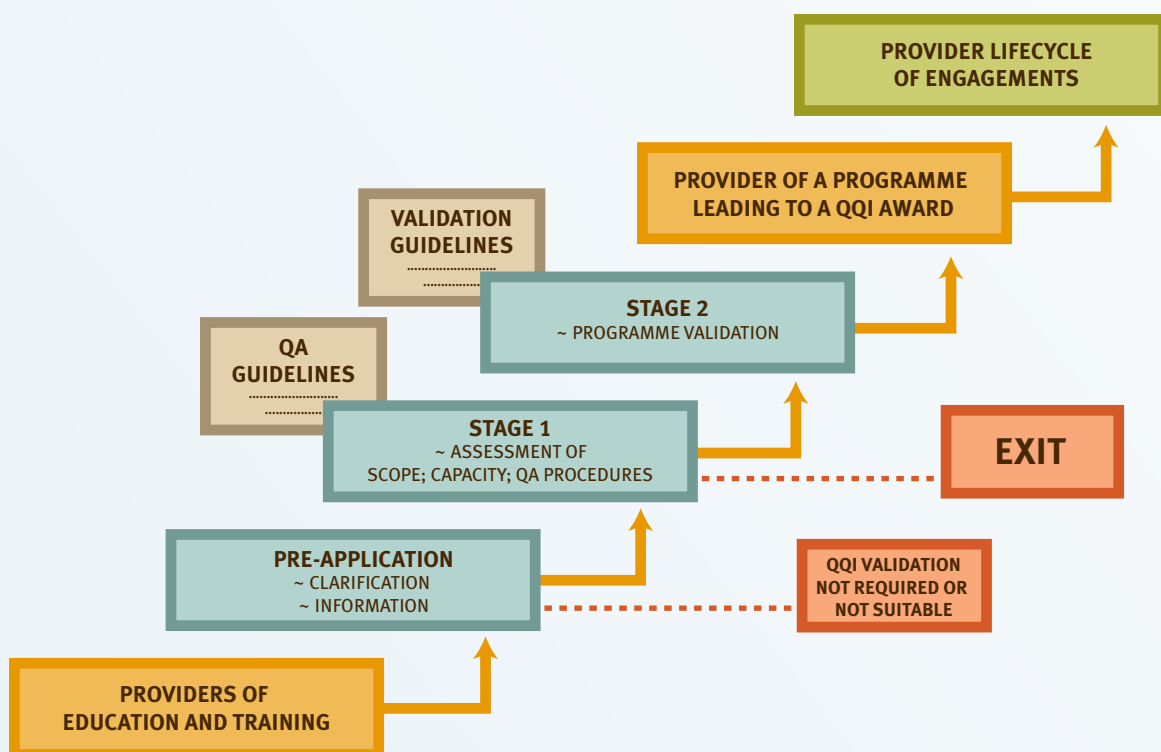 PROVIDER LIFECYCLE
OF ENGAGEMENTS
PROVIDER OF A PROGRAMME
LEADING TO A QQI AWARD
VALIDATION
GUIDELINES
STAGE 2
~ PROGRAMME VALIDATION
QA
GUIDELINES
STAGE 1
~ ASSESSMENT OF
SCOPE; CAPACITY; QA PROCEDURES
EXIT
PRE-APPLICATION
~ CLARIFICATION
~ INFORMATION
QQI VALIDATION
NOT REQUIRED OR
NOT SUITABLE
PROVIDERS OF
EDUCATION AND TRAINING